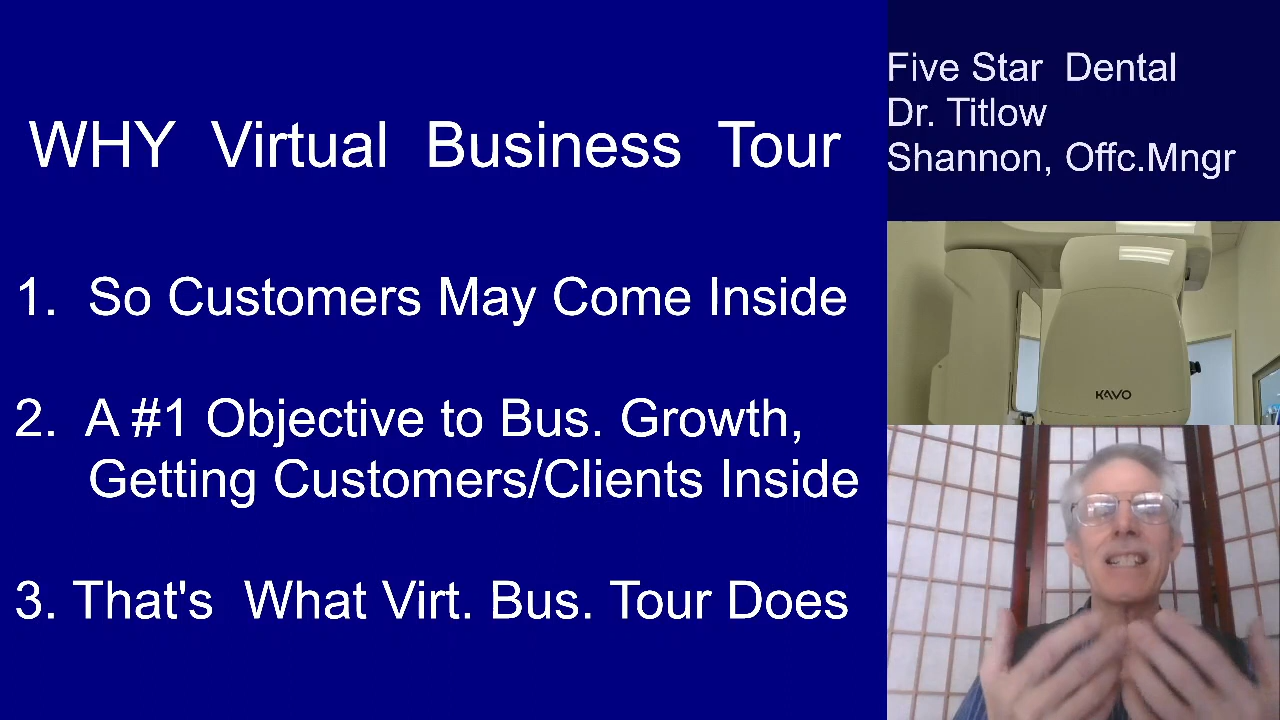 WHY Virtual Business Tour
1. So Customers May Come Inside
2. A #1 Objective to Bus. Growth,
Getting Customers/Clients Inside
3. That's What Virt. Bus. Tour Does
Five Star Dental
Dr. Titlow
Shannon, Offc.Mngr
KAVO